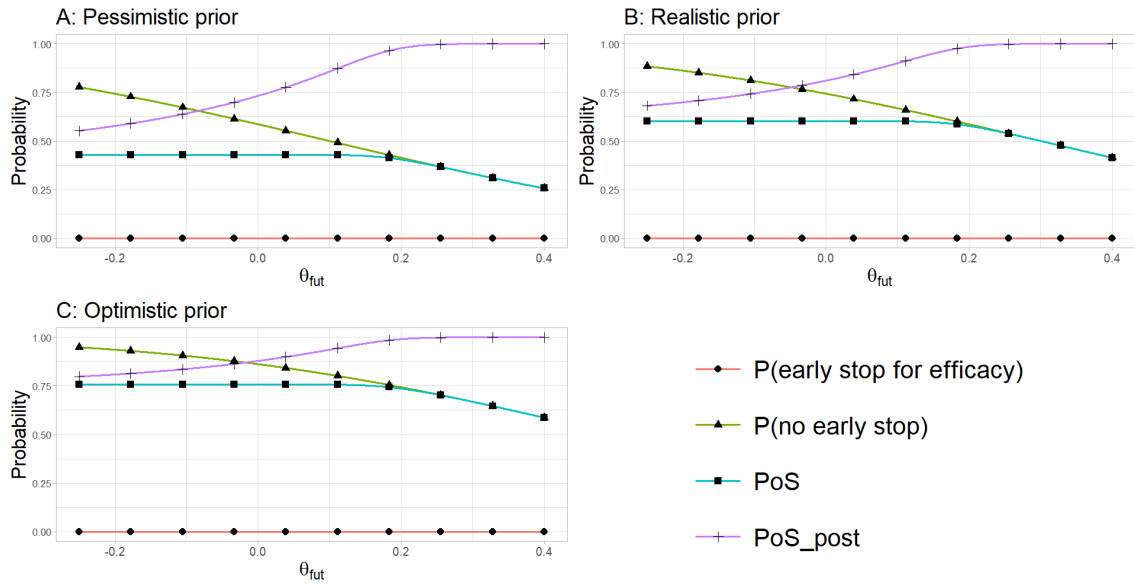 A: Pessimistic prior
1.00
0.75
0.50
0.25
0.00
Probability
-0.2 0.0 0.2 0.4
θfut
B: Realistic prior
1.00
0.75
0.50
0.25
0.00
Probability
-0.2 0.0 0.2 0.4
θfut
C: Optimistic prior
1.00
0.75
0.50
0.25
0.00
Probability
-0.2 0.0 0.2 0.4
θfut
P(early stop for efficacy)
P(no early stop)
PoS
PoS_post